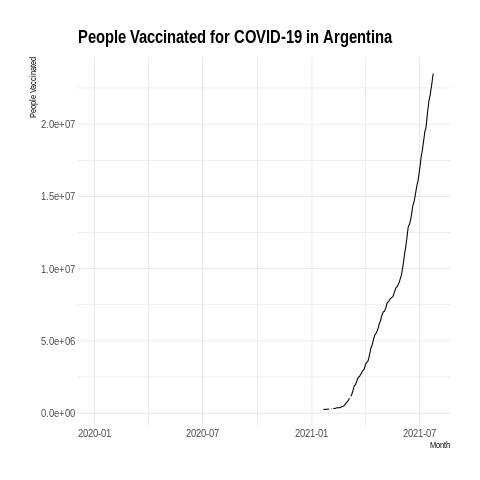 People Vaccinated for COVID-19 in Argentina
People Vaccinated
2.0e+07
1.5e+07
1.0e+07
5.0e+06
0.0e+00
2020-01
2020-07
2021-01
2021-07
Month